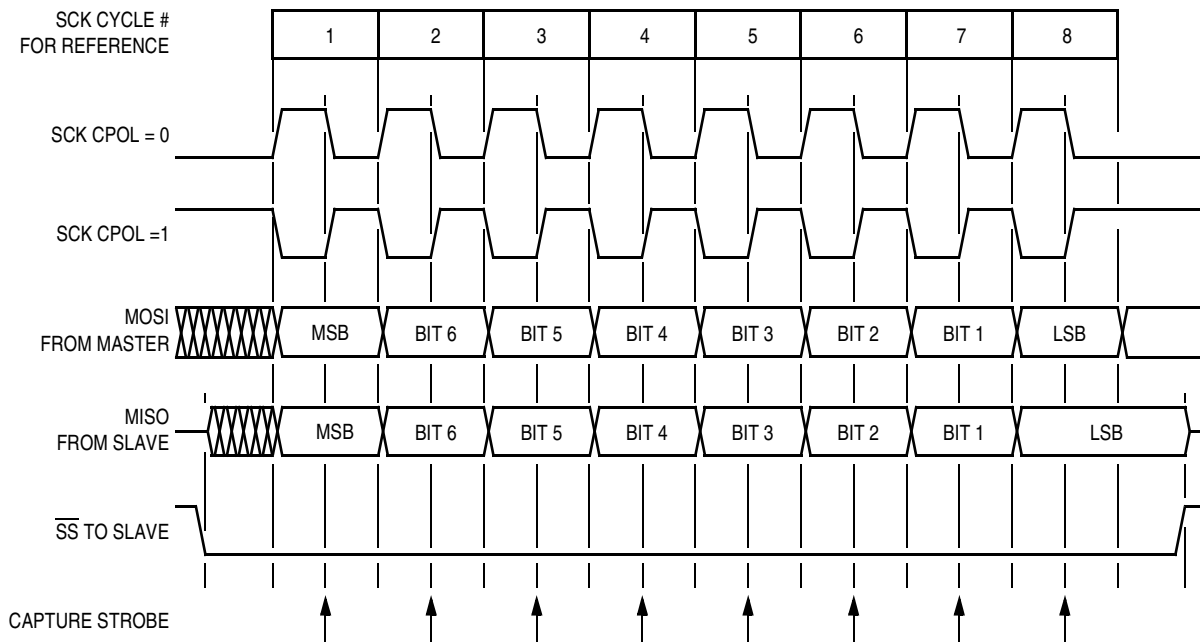 SCK CYCLE #
FOR REFERENCE
1 2 3 4 5 6 7 8
SCK CPOL = 0
SCK CPOL =1
MOSI
FROM MASTER
MSB BIT 6 BIT 5 BIT 4 BIT 3 BIT 2 BIT 1 LSB
MISO
FROM SLAVE
MSB BIT 6 BIT 5 BIT 4 BIT 3 BIT 2 BIT 1 LSB
S̅S̅ TO SLAVE
CAPTURE STROBE